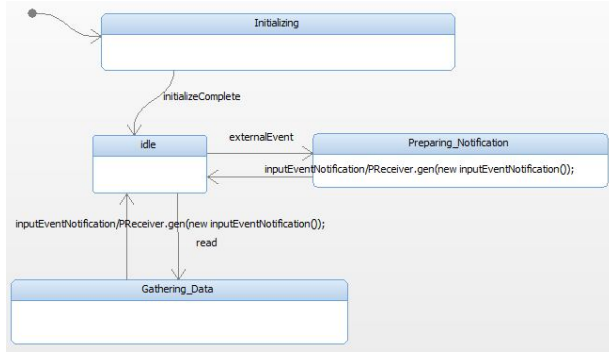 Initializing
initializeComplete
idle
externalEvent
Preparing_Notification
inputEventNotification/PReceiver.gen(new inputEventNotification());
inputEventNotification/PReceiver.gen(new inputEventNotification());
read
Gathering_Data